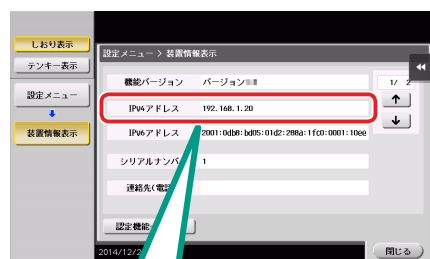 しおり表示
テンキー表示
設定メニュー
装置情報表示
設定メニュー > 装置情報表示
機能バージョン バージョン
1/ 2
IPv4アドレス 192.168.1.20
IPv6アドレス 2001:0db8:bd05:01d2:288a:1fc0:0001:10ee
シリアルナンバ 1
連絡先(電
認定機能
2014/12/2
閉じる